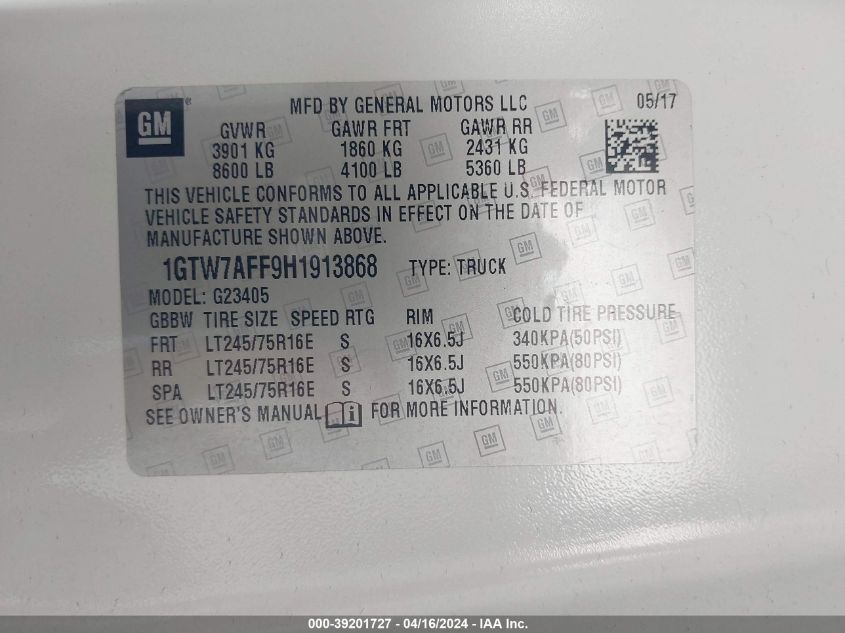 GM ®
MFD BY GENERAL MOTORS LLC 05/17
GVWR GAWR FRT GAWR RR
3901 KG 1860 KG 2431 KG
8600 LB 4100 LB 5360 LB
THIS VEHICLE CONFORMS TO ALL APPLICABLE U.S. FEDERAL MOTOR
VEHICLE SAFETY STANDARDS IN EFFECT ON THE DATE OF
MANUFACTURE SHOWN ABOVE.
1GTW7AFF9H1913868 TYPE: TRUCK
MODEL: G23405
GBBW TIRE SIZE SPEED RTG RIM COLD TIRE PRESSURE
FRT LT245/75R16E S 16X6.5J 340KPA(50PSI)
RR LT245/75R16E S 16X6.5J 550KPA(80PSI)
SPA LT245/75R16E S 16X6.5J 550KPA(80PSI)
SEE OWNER'S MANUAL FOR MORE INFORMATION.
000-39201727 - 04/16/2024 - IAA Inc.